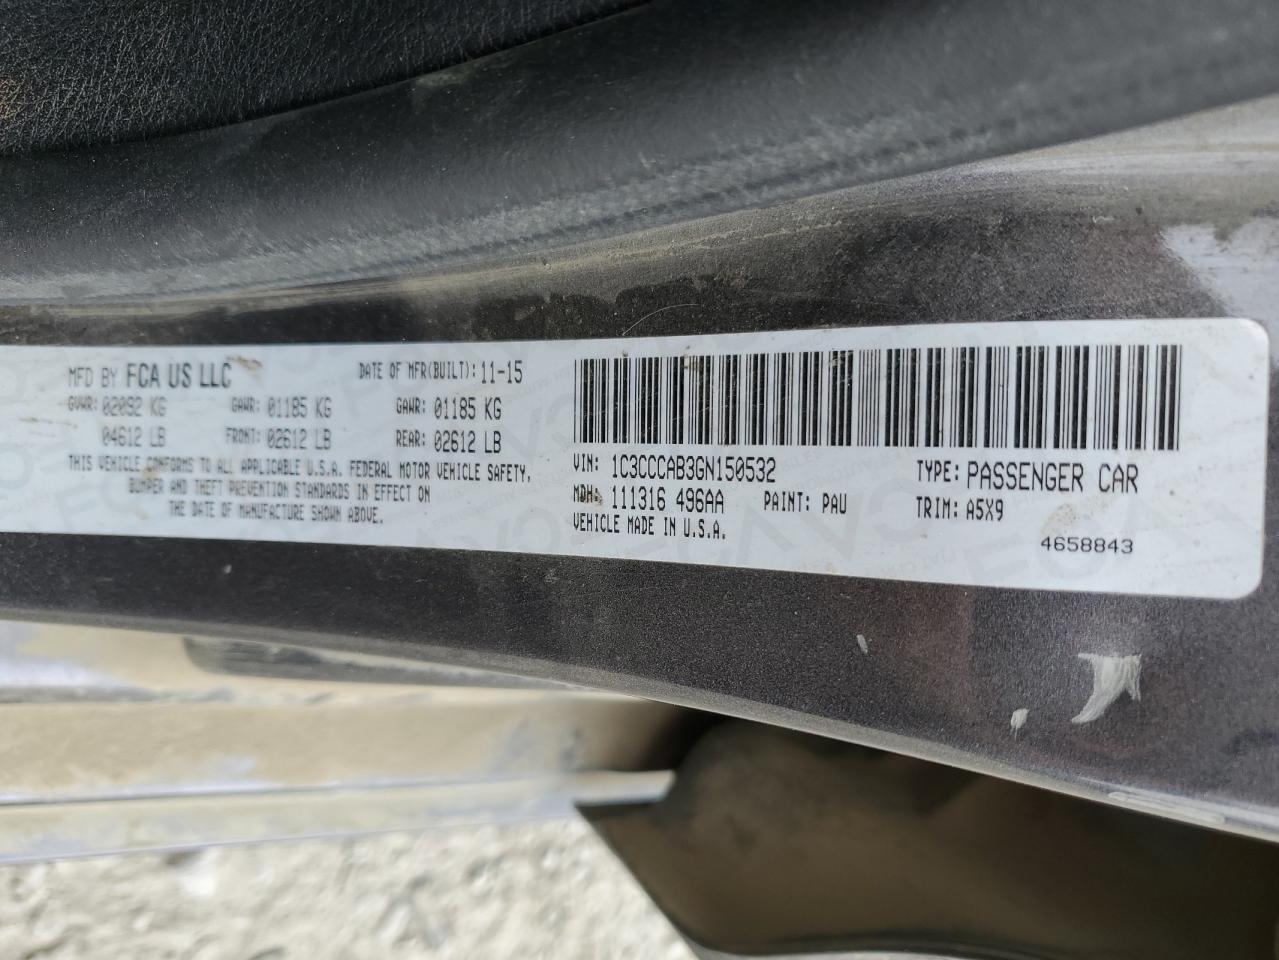 MFD BY FCA US LLC DATE OF MFR(BUILT): 11-15
GVWR: 02092 KG GAWR: 01185 KG GAWR: 01185 KG
04612 LB FRONT: 02612 LB REAR: 02612 LB
THIS VEHICLE CONFORMS TO ALL APPLICABLE U.S.A. FEDERAL MOTOR VEHICLE SAFETY,
BUMPER AND THEFT PREVENTION STANDARDS IN EFFECT ON
THE DATE OF MANUFACTURE SHOWN ABOVE.
VIN: 1C3CCCAB3GN150532 TYPE: PASSENGER CAR
MDH: 111316 496AA PAINT: PAU TRIM: A5X9
VEHICLE MADE IN U.S.A.
4658843